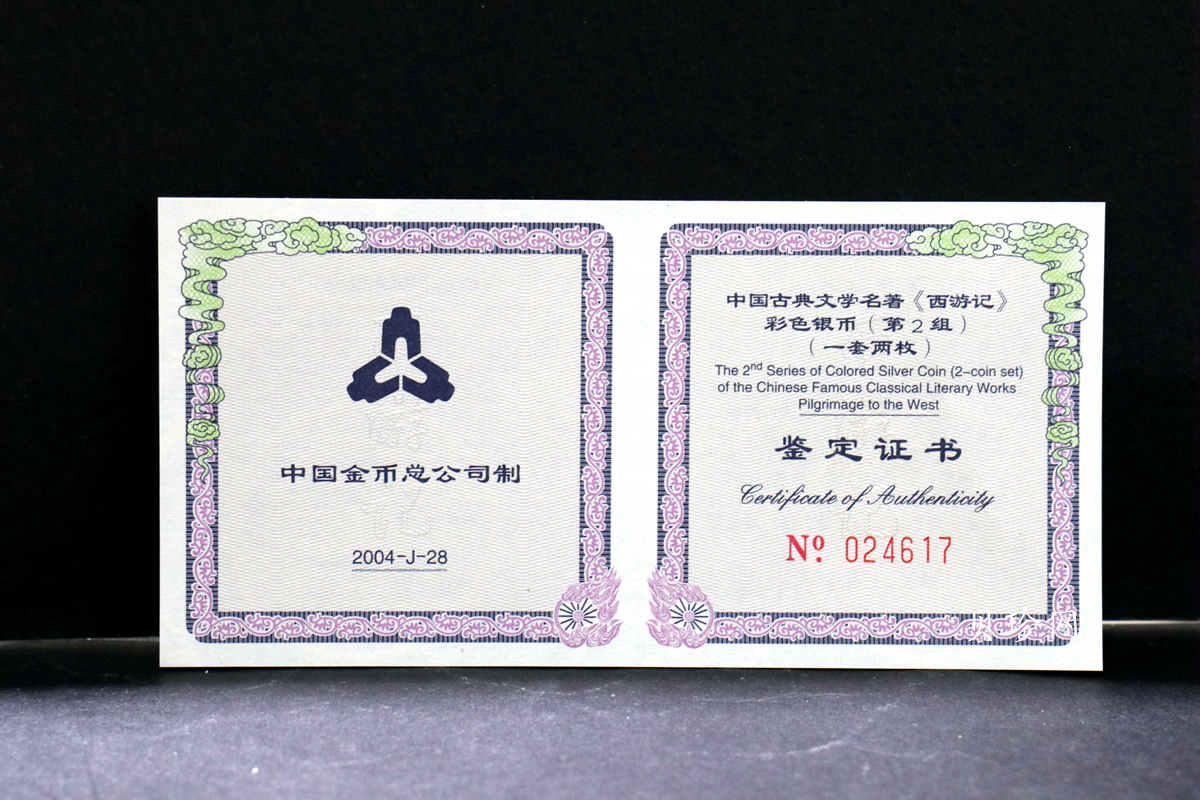 中国金币总公司制
2004-J-28
中国古典文学名著《西游记》
彩色银币（第2组）
（一套两枚）
The 2nd Series of Colored Silver Coin (2-coin set)
of the Chinese Famous Classical Literary Works
Pilgrimage to the West
鉴定证书
Certificate of Authenticity
Nº 024617